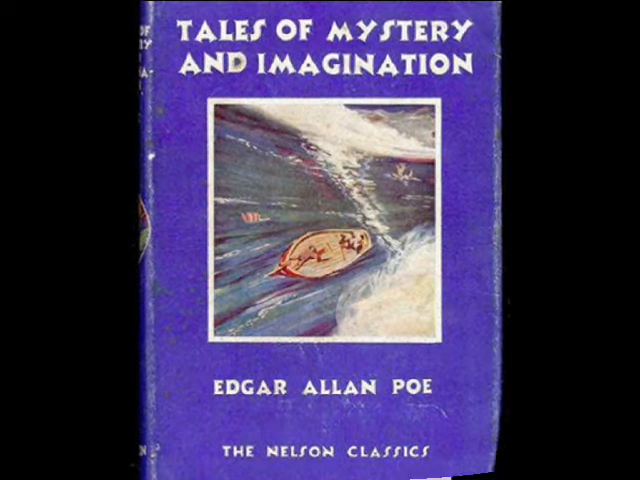 TALES OF MYSTERY
AND IMAGINATION
EDGAR ALLAN POE
THE NELSON CLASSICS